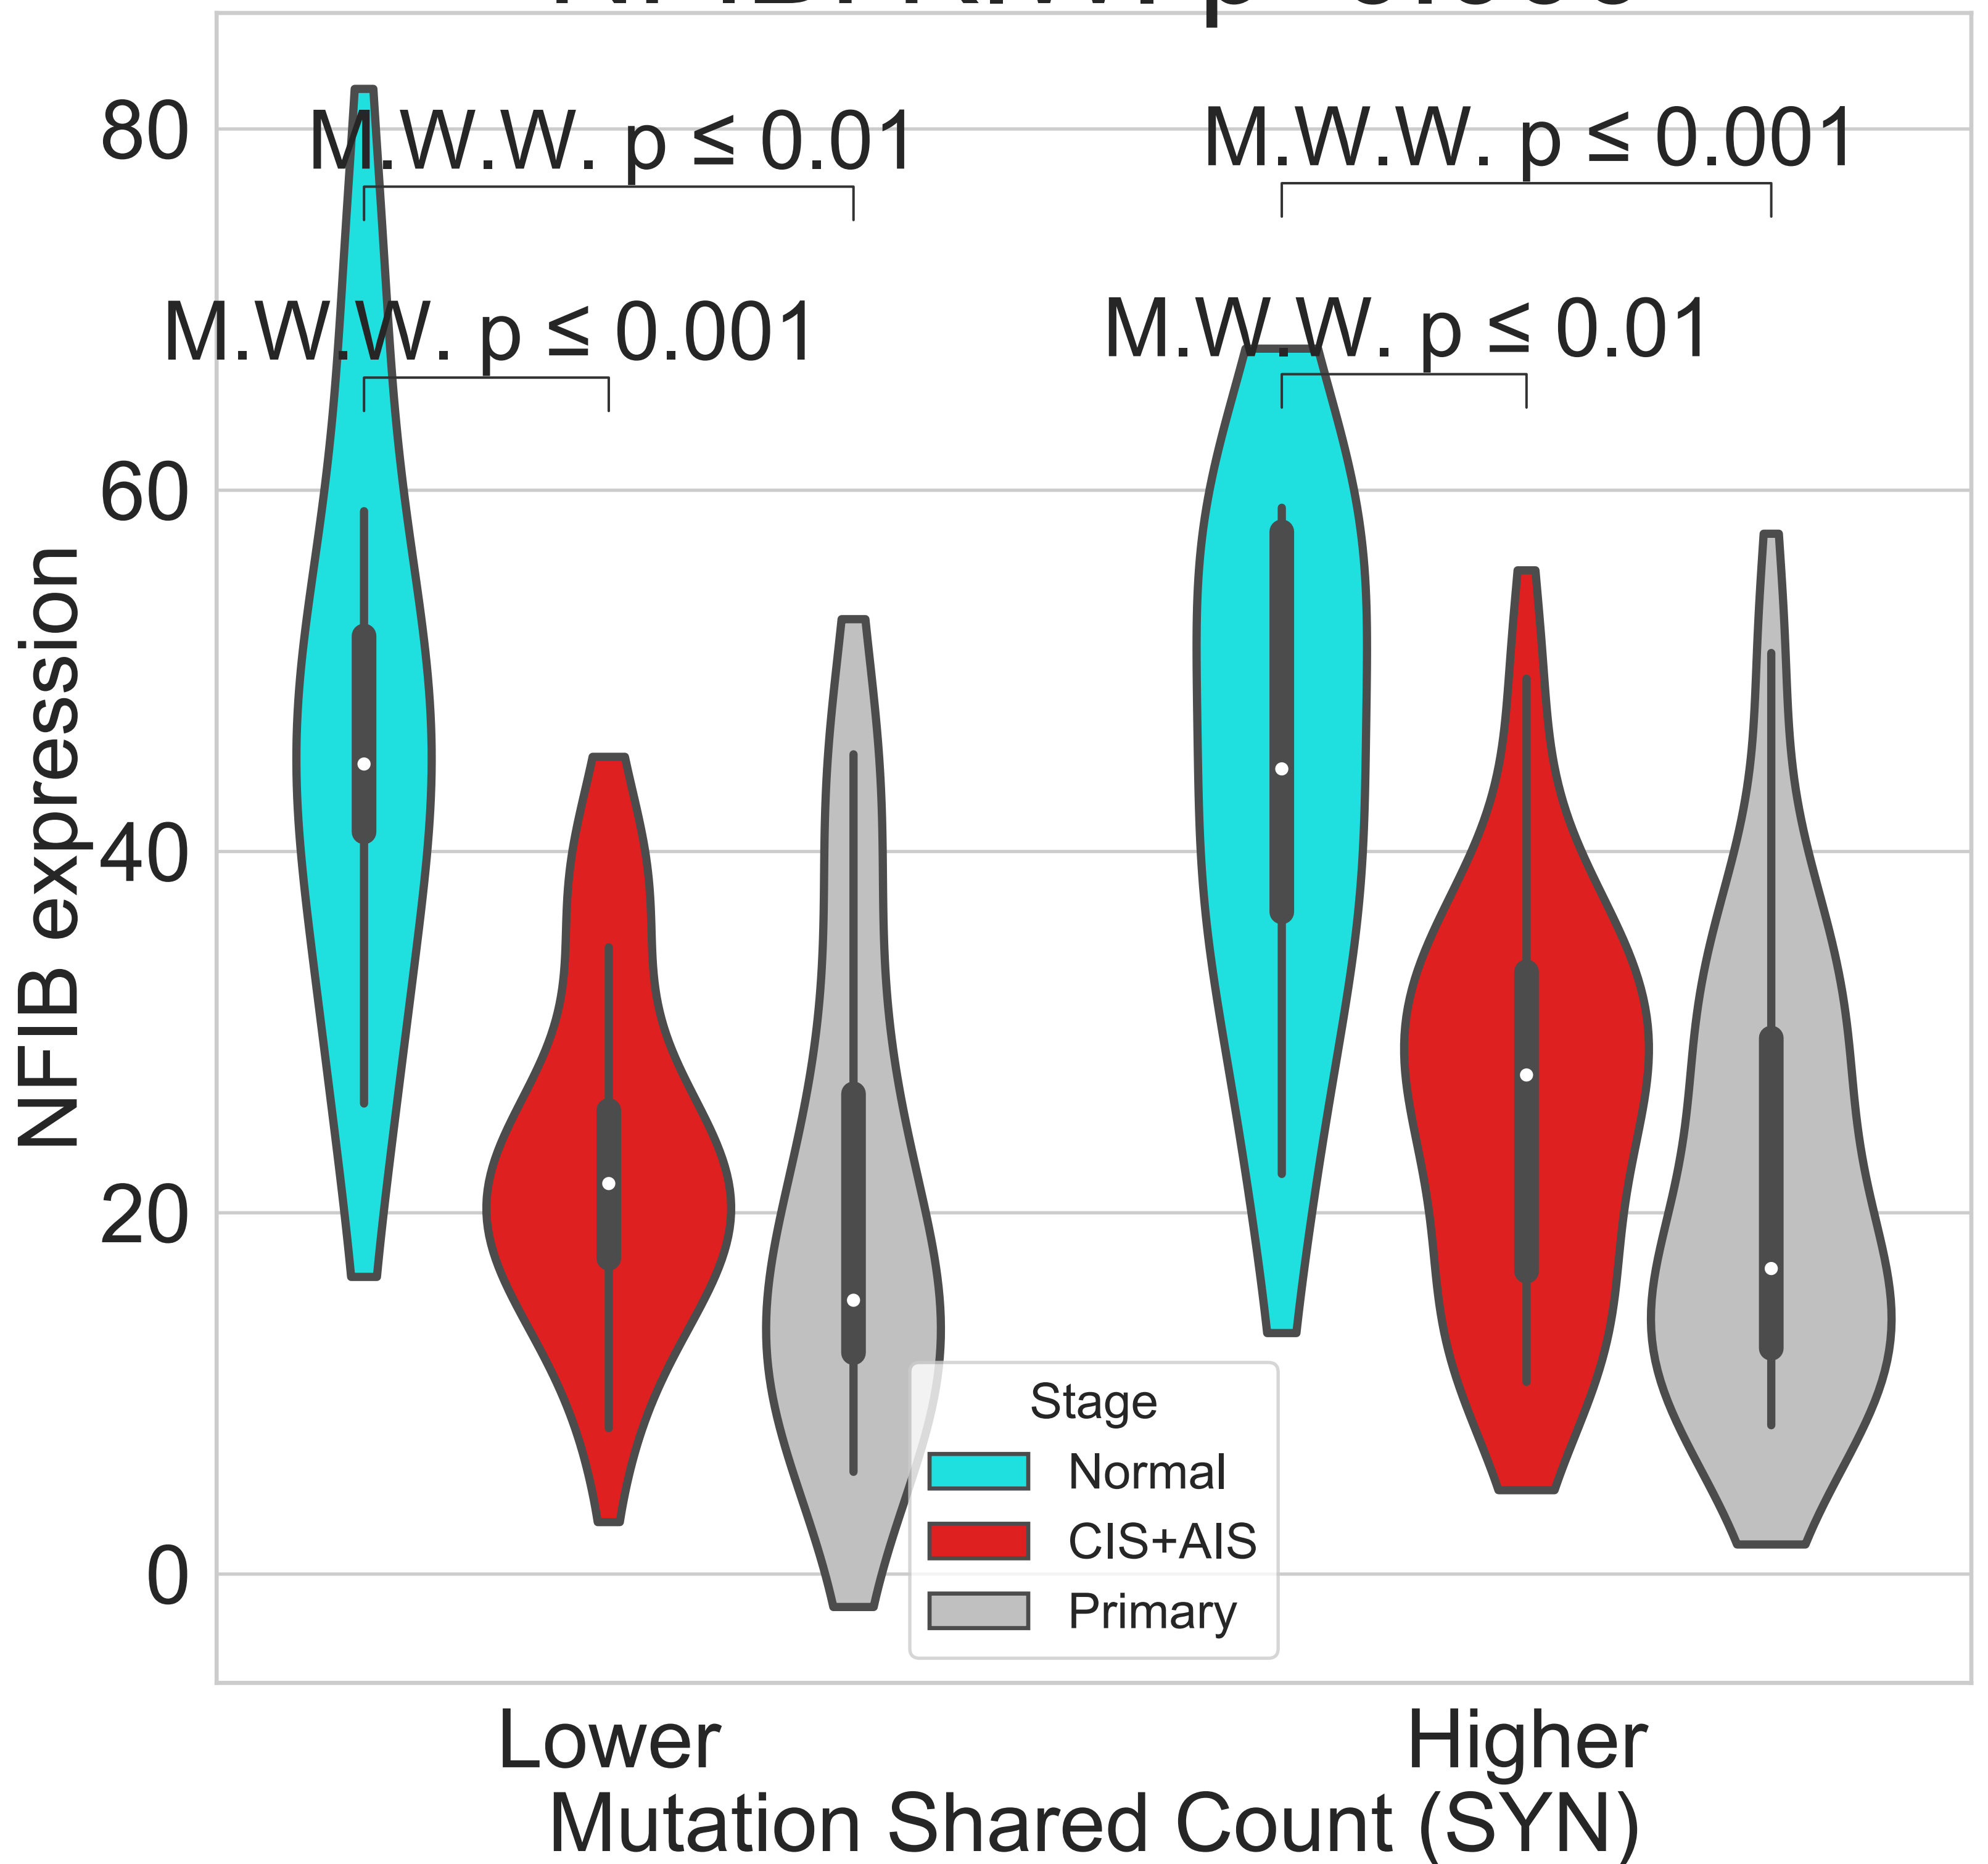 M.W.W. p ≤ 0.01
M.W.W. p ≤ 0.001
M.W.W. p ≤ 0.001
M.W.W. p ≤ 0.01
80
60
40
20
0
NFIB expression
Stage
Normal
CIS+AIS
Primary
Lower
Higher
Mutation Shared Count (SYN)